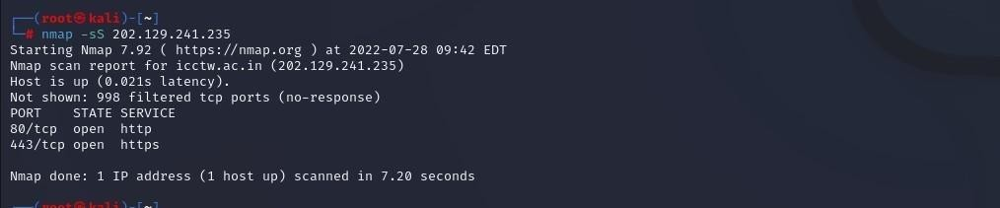 ┌──(root㉿kali)-[~]
└─# nmap -sS 202.129.241.235
Starting Nmap 7.92 ( https://nmap.org ) at 2022-07-28 09:42 EDT
Nmap scan report for icctw.ac.in (202.129.241.235)
Host is up (0.021s latency).
Not shown: 998 filtered tcp ports (no-response)
PORT    STATE SERVICE
80/tcp  open  http
443/tcp open  https
Nmap done: 1 IP address (1 host up) scanned in 7.20 seconds
┌──(root㉿kali)-[~]